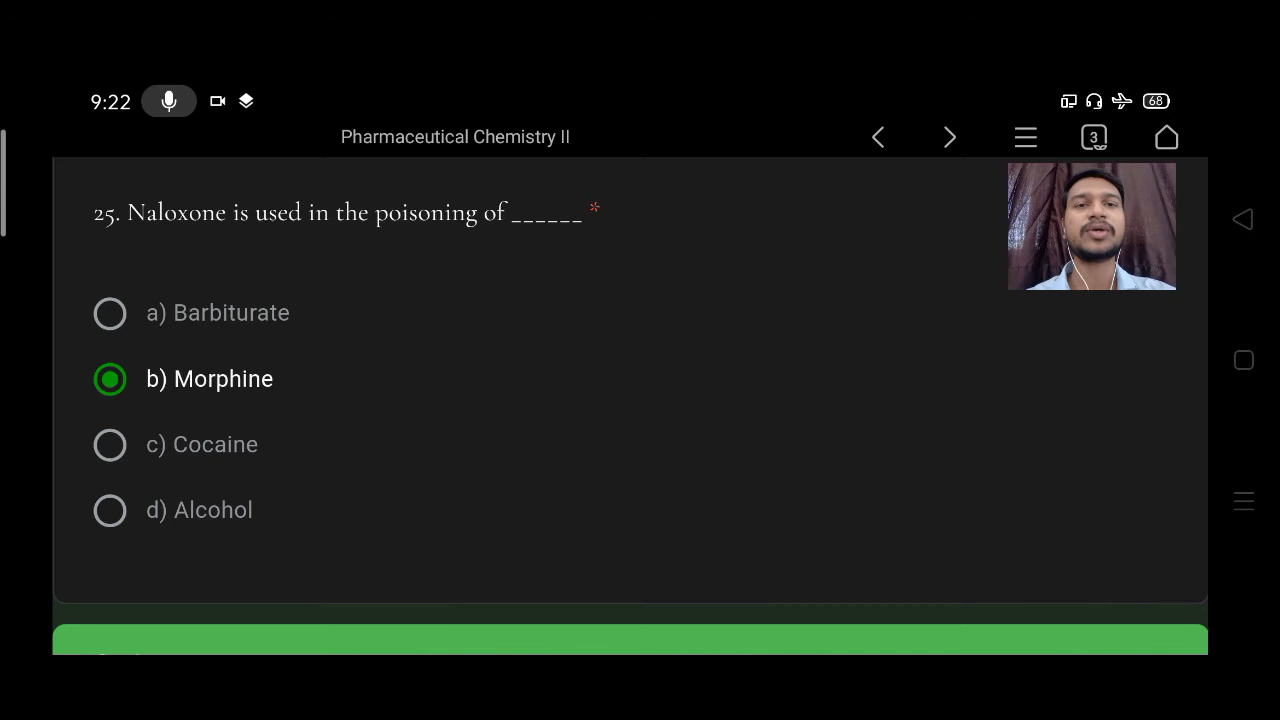 9:22
68
Pharmaceutical Chemistry II
3
25. Naloxone is used in the poisoning of ______ *
a) Barbiturate
b) Morphine
c) Cocaine
d) Alcohol